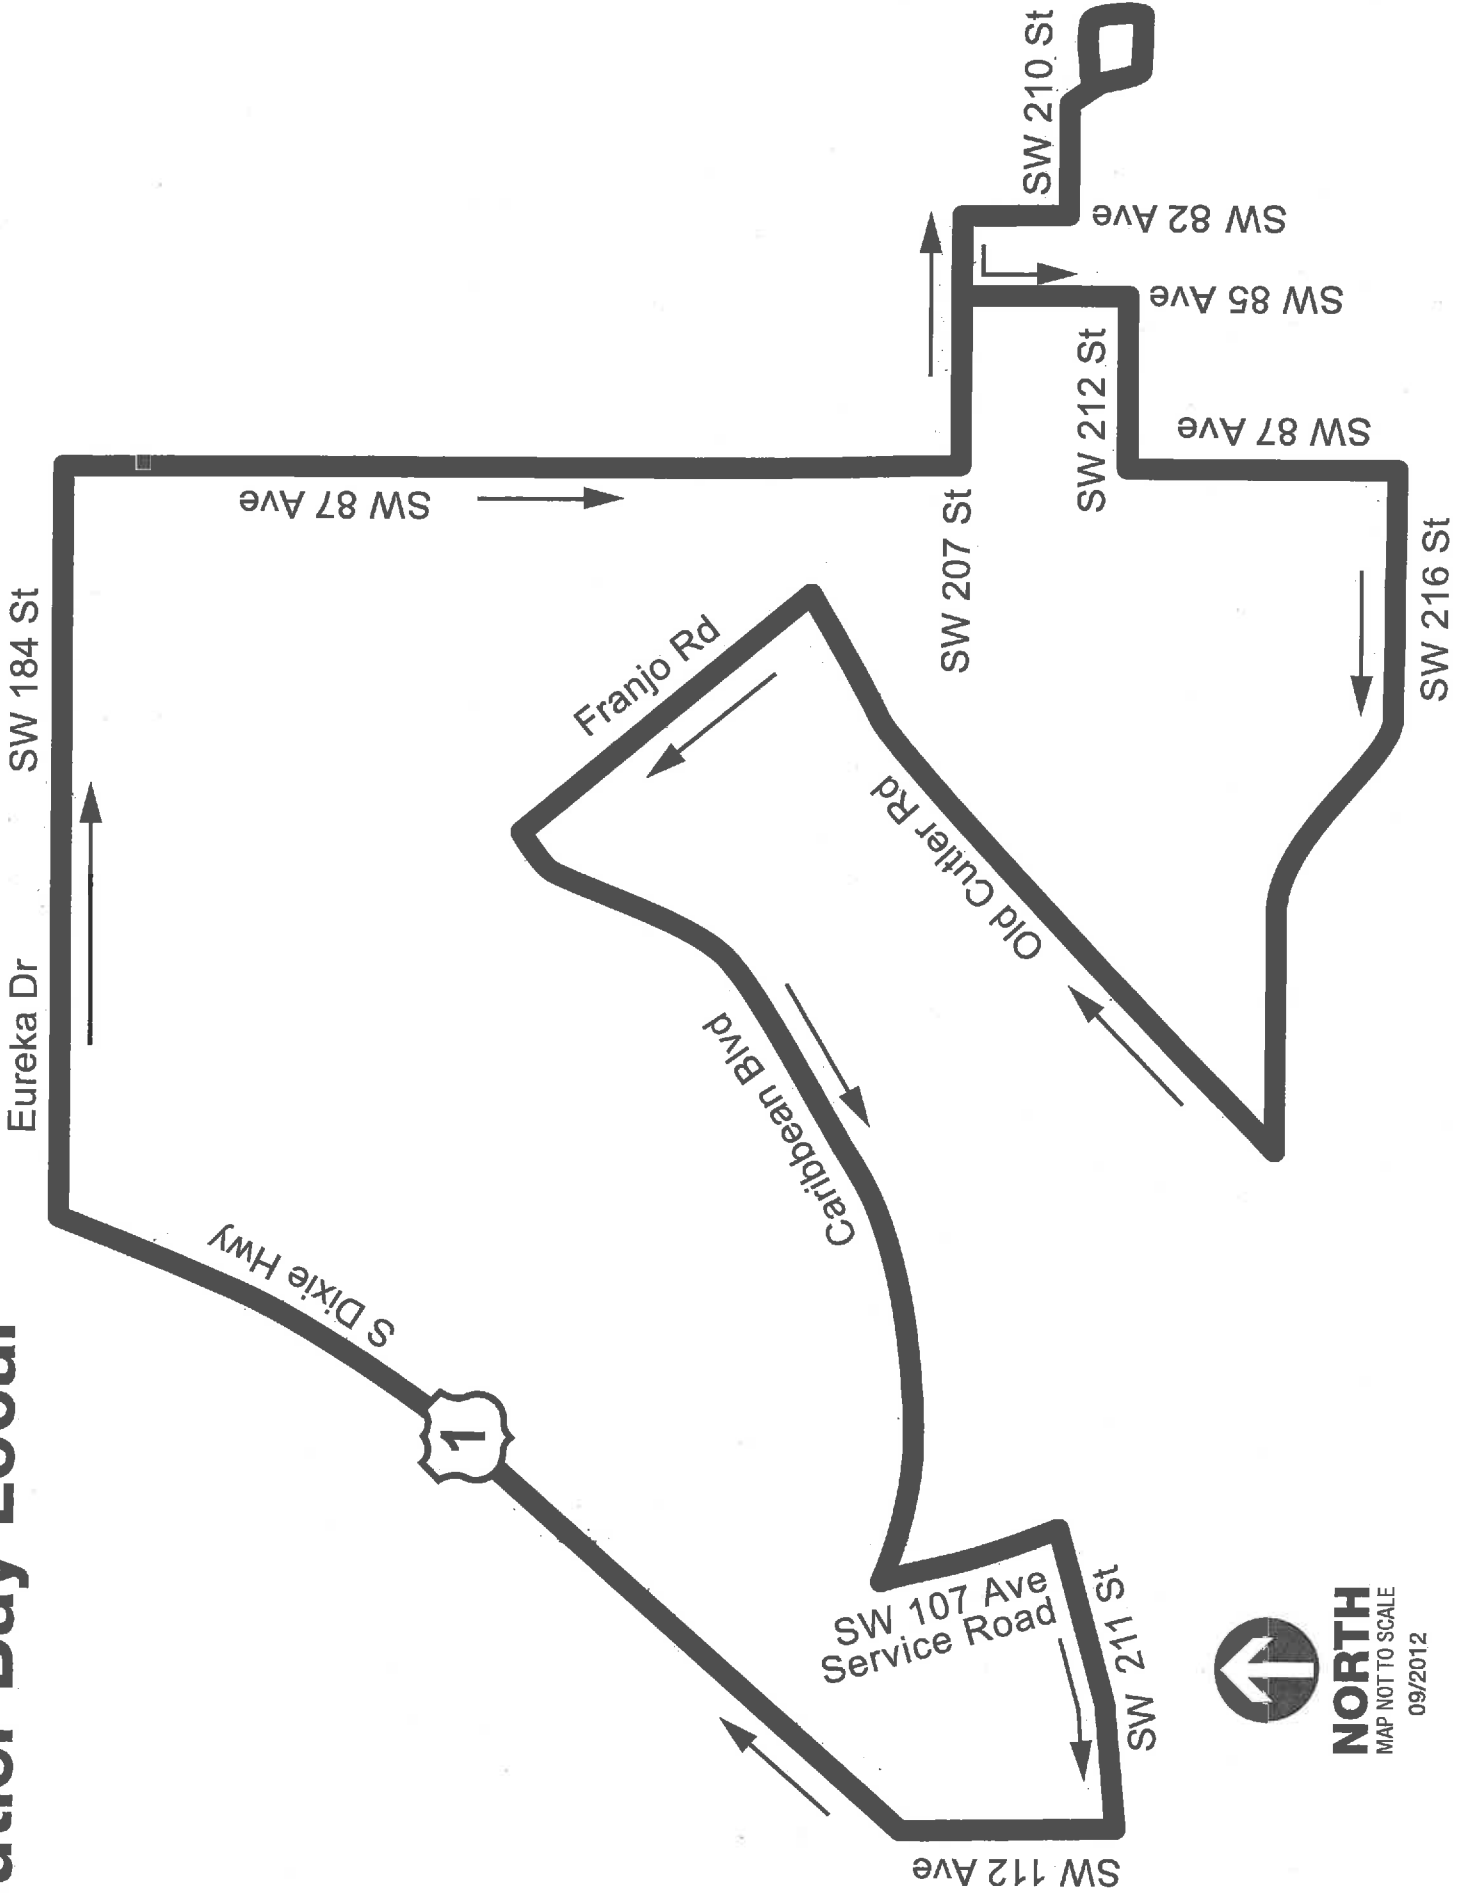 Bay Local
Eureka Dr
SW 184 St
S Dixie Hwy
1
SW 87 Ave
Franjo Rd
Caribbean Blvd
Old Cutler Rd
SW 207 St
SW 210 St
SW 82 Ave
SW 85 Ave
SW 212 St
SW 87 Ave
SW 216 St
SW 107 Ave
Service Road
SW 211 St
SW 112 Ave
NORTH
MAP NOT TO SCALE
09/2012